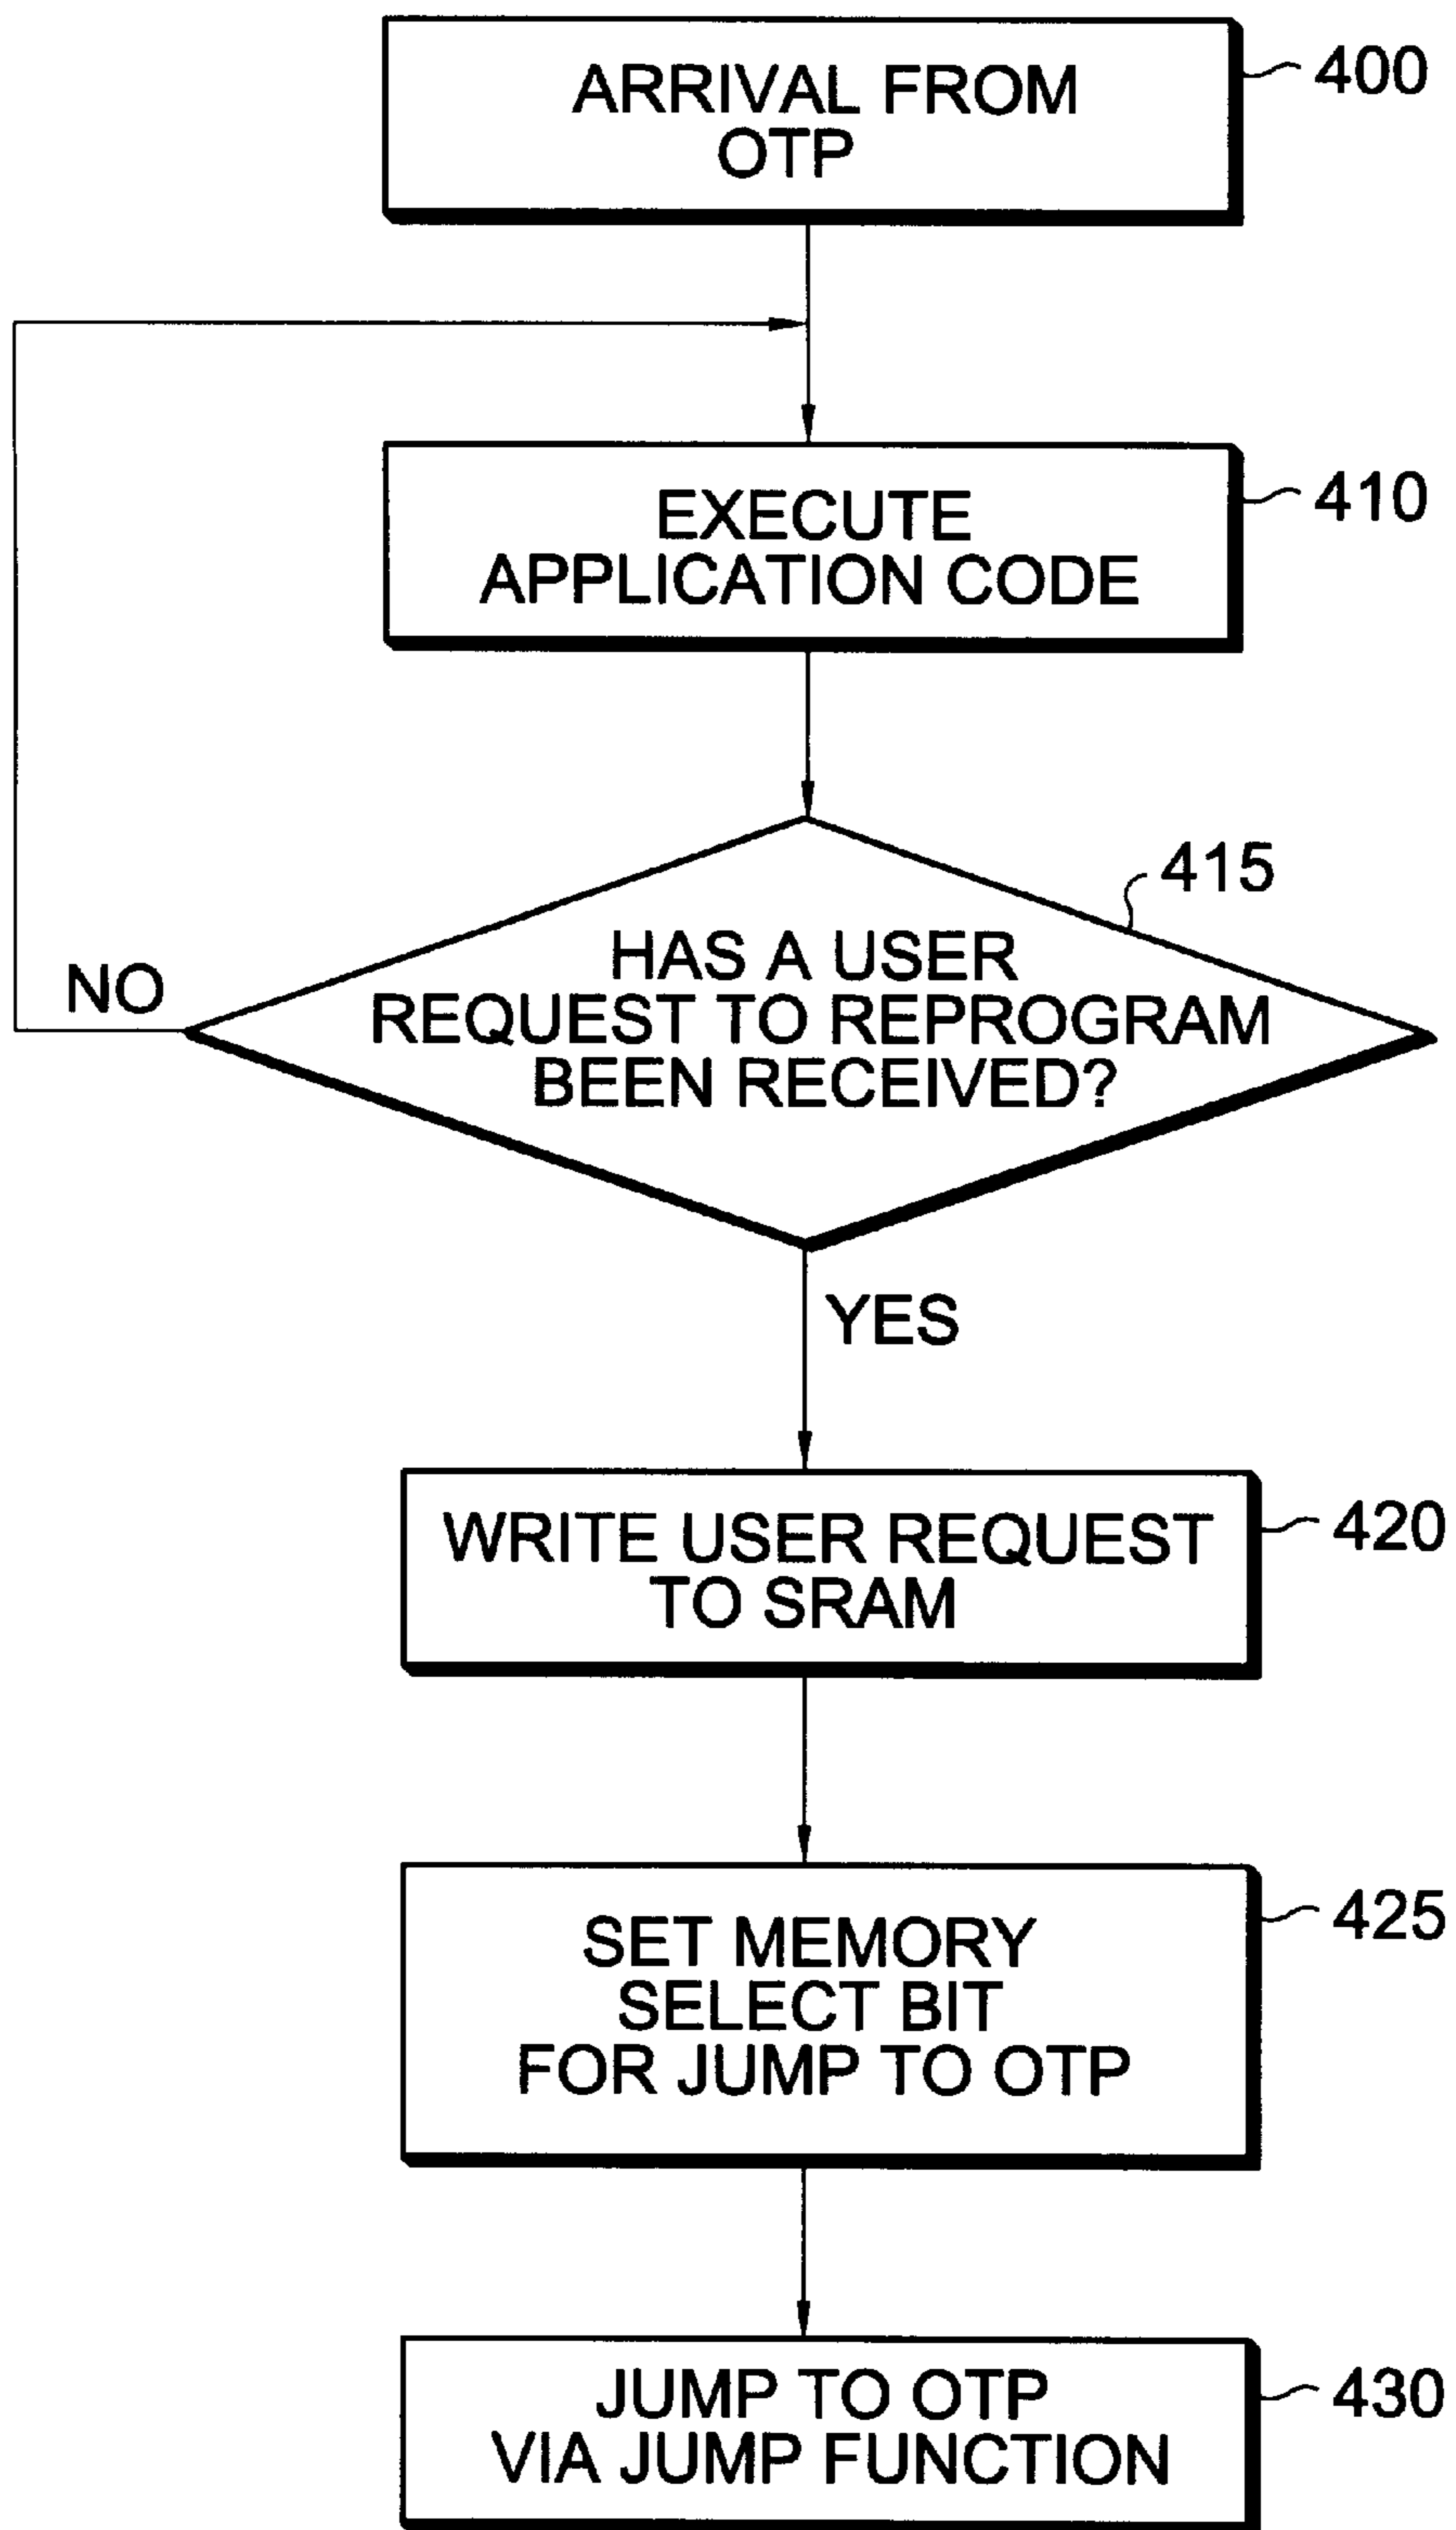 ARRIVAL FROM
OTP
400
EXECUTE
APPLICATION CODE
410
415
HAS A USER
REQUEST TO REPROGRAM
BEEN RECEIVED?
NO
YES
WRITE USER REQUEST
TO SRAM
420
SET MEMORY
SELECT BIT
FOR JUMP TO OTP
425
JUMP TO OTP
VIA JUMP FUNCTION
430